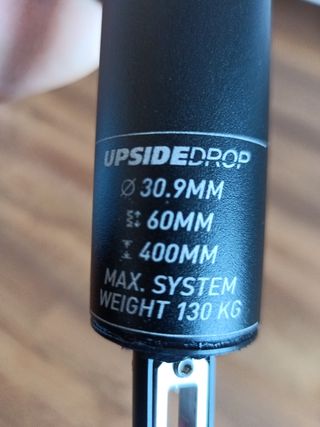 UPSIDEDROP
Ø 30.9MM
60MM
400MM
MAX. SYSTEM
WEIGHT 130 KG